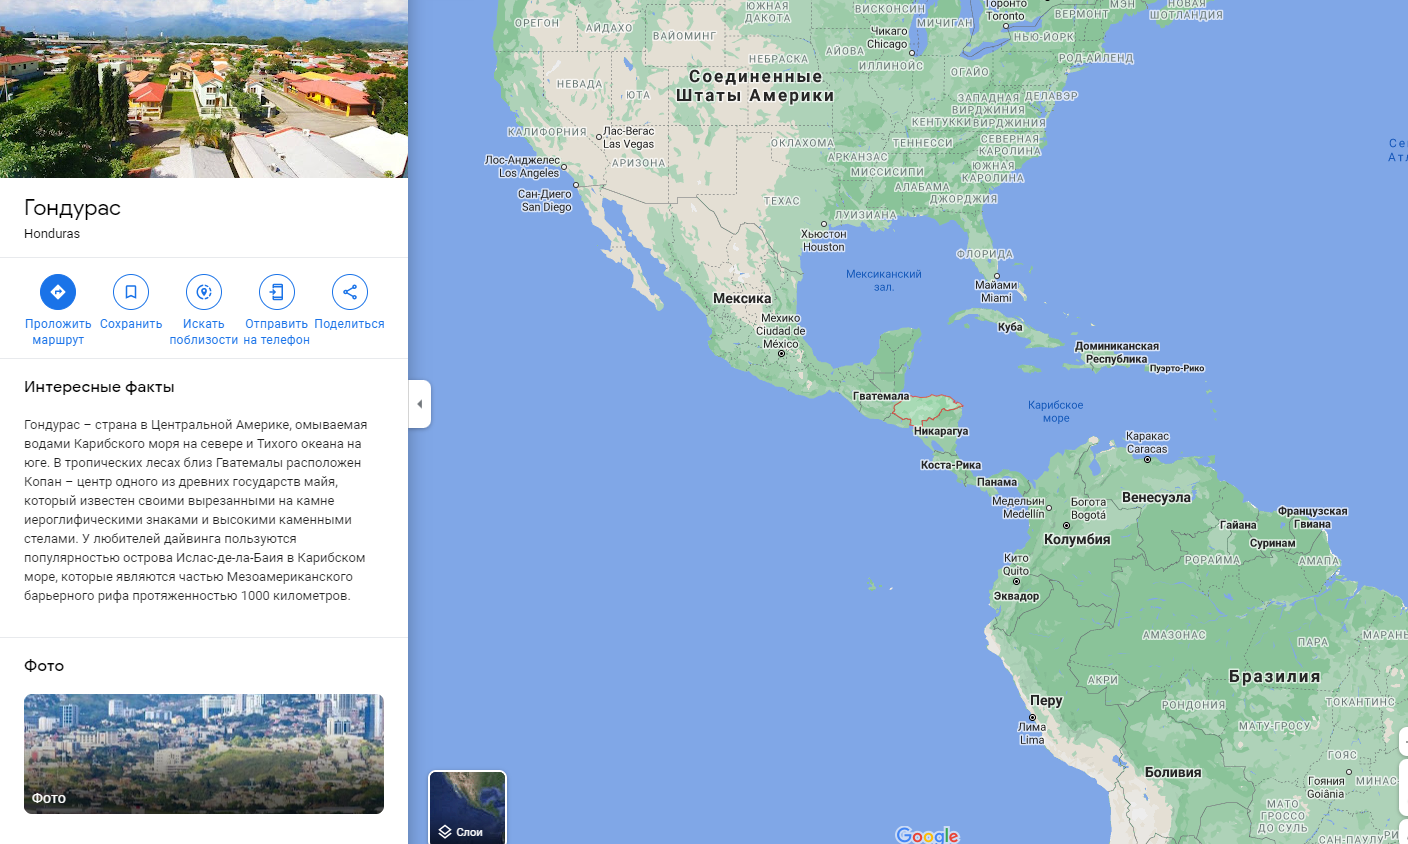 Гондурас
Honduras
Проложить маршрут
Сохранить
Искать поблизости
Отправить на телефон
Поделиться
Интересные факты
Гондурас – страна в Центральной Америке, омываемая
водами Карибского моря на севере и Тихого океана на
юге. В тропических лесах близ Гватемалы расположен
Копан – центр одного из древних государств майя,
который известен своими вырезанными на камне
иероглифическими знаками и высокими каменными
стелами. У любителей дайвинга пользуются
популярностью острова Ислас-де-ла-Баия в Карибском
море, которые являются частью Мезоамериканского
барьерного рифа протяженностью 1000 километров.
Фото
Фото
Слои
Google
ОРЕГОН
АЙДАХО
ВАЙОМИНГ
ЮЖНАЯ
ДАКОТА
ВИСКОНСИН
МИЧИГАН
Торонто
Toronto
ВЕРМОНТ
МЭН
НОВАЯ
ШОТЛАНДИЯ
Чикаго
Chicago
НЬЮ-ЙОРК
АЙОВА
НЕБРАСКА
ИЛЛИНОЙС
РОД-АЙЛЕНД
ОГАЙО
Соединенные
Штаты Америки
НЕВАДА
ЮТА
ЗАПАДНАЯ
ВИРДЖИНИЯ
ДЕЛАВЭР
КЕНТУККИ
ВИРДЖИНИЯ
КАЛИФОРНИЯ
Лас-Вегас
Las Vegas
ОКЛАХОМА
ТЕННЕССИ
СЕВЕРНАЯ
КАРОЛИНА
Лос-Анджелес
Los Angeles
АРИЗОНА
АРКАНЗАС
МИССИСИПИ
ЮЖНАЯ
КАРОЛИНА
Сан-Диего
San Diego
АЛАБАМА
ДЖОРДЖИЯ
ТЕХАС
ЛУИЗИАНА
Хьюстон
Houston
ФЛОРИДА
Мексиканский
зал.
Майами
Miami
Мексика
Мехико
Ciudad de
México
Куба
Доминиканская
Республика
Пуэрто-Рико
Гватемала
Карибское
море
Никарагуа
Каракас
Caracas
Коста-Рика
Панама
Медельин
Medellín
Богота
Bogotá
Венесуэла
Французская
Гвиана
Гайана
Суринам
Колумбия
Кито
Quito
РОРАЙМА
АМАПА
Эквадор
АМАЗОНАС
ПАРА
МАРАНЬ
АКРИ
Бразилия
Перу
РОНДОНИЯ
ТОКАНТИНС
Лима
Lima
МАТУ-ГРОСУ
ГОЯС
Боливия
Гояния
Goiânia
МИНАС-
МАТО
ГРОССО
ДО СУЛЬ
САН-ПАУЛУ